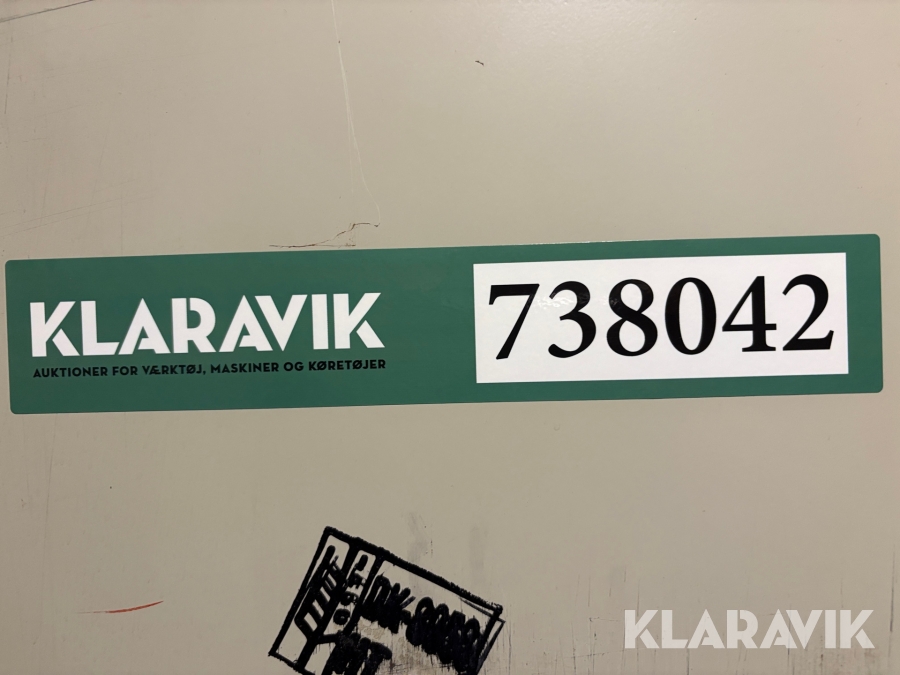 KLARAVIK
AUKTIONER FOR VÆRKTØJ, MASKINER OG KØRETØJER
738042
KLARAVIK